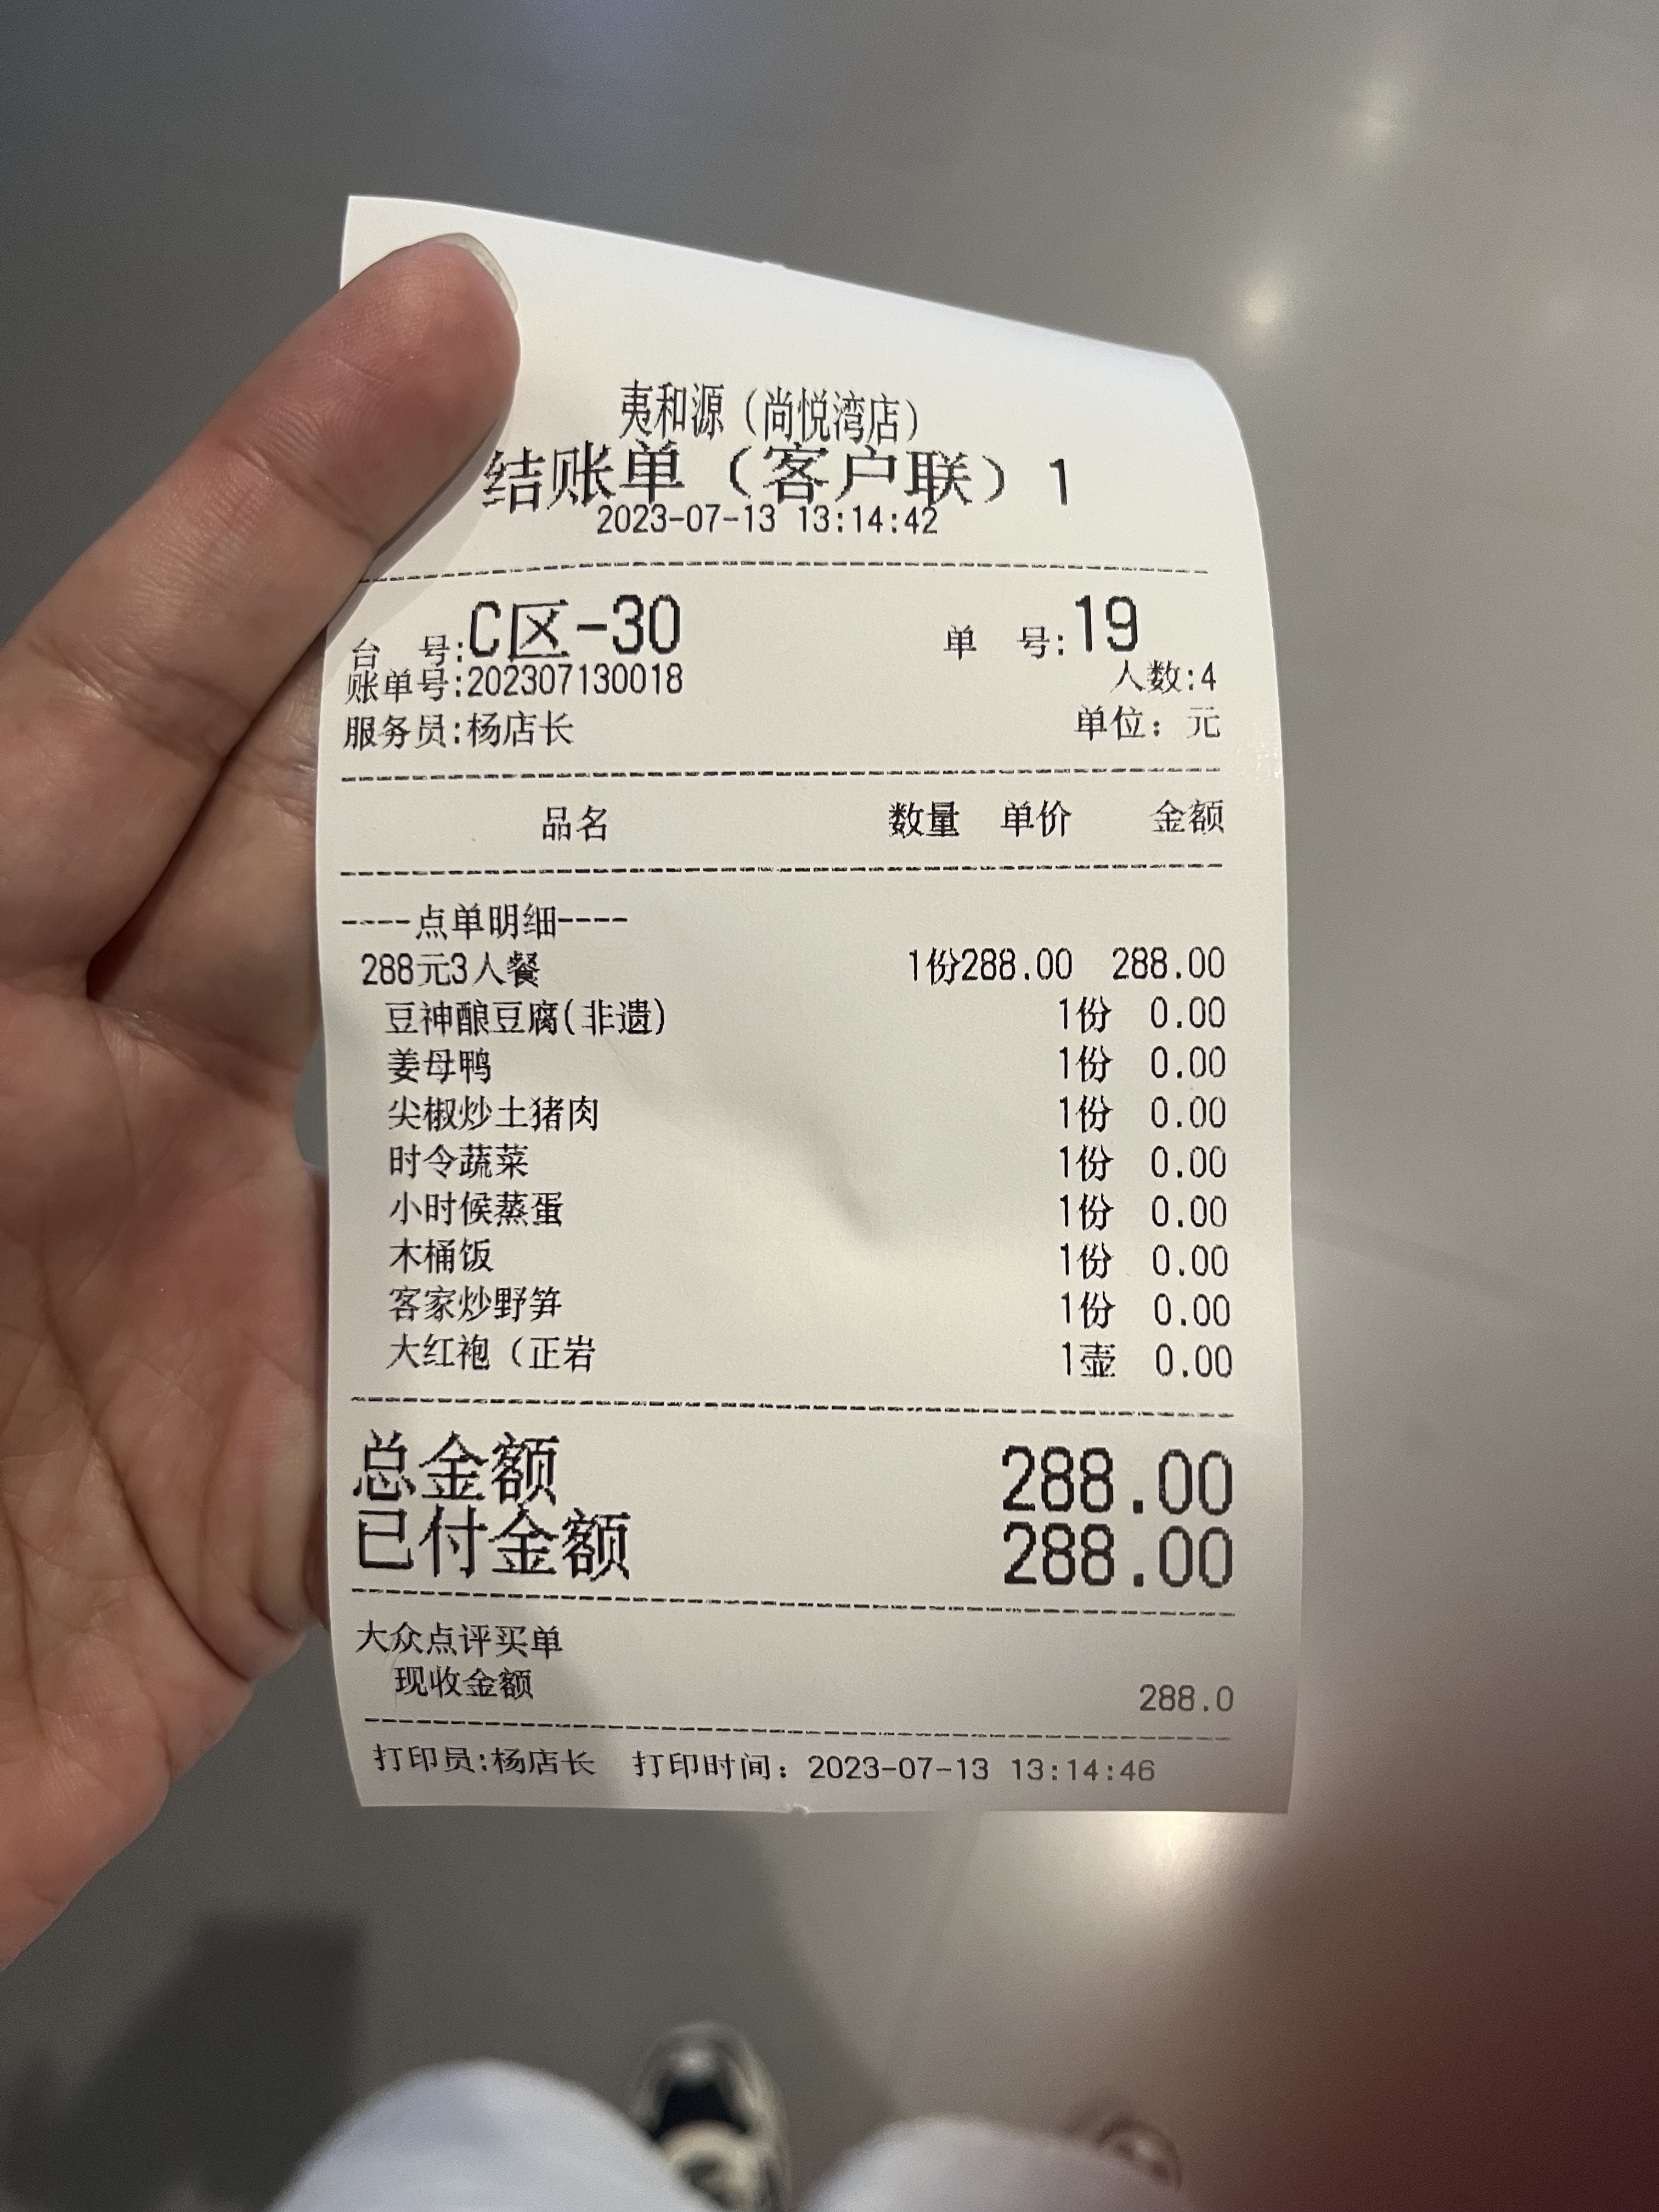 夷和源（尚悦湾店）
结账单（客户联）1
2023-07-13 13:14:42
台 号:C区-30 单 号:19
账单号:202307130018 人数:4
服务员:杨店长 单位：元
品名 数量 单价 金额
----点单明细----
288元3人餐 1份288.00 288.00
豆神酿豆腐(非遗) 1份 0.00
姜母鸭 1份 0.00
尖椒炒土猪肉 1份 0.00
时令蔬菜 1份 0.00
小时候蒸蛋 1份 0.00
木桶饭 1份 0.00
客家炒野笋 1份 0.00
大红袍（正岩 1壶 0.00
总金额 288.00
已付金额 288.00
大众点评买单
现收金额 288.0
打印员:杨店长 打印时间：2023-07-13 13:14:46